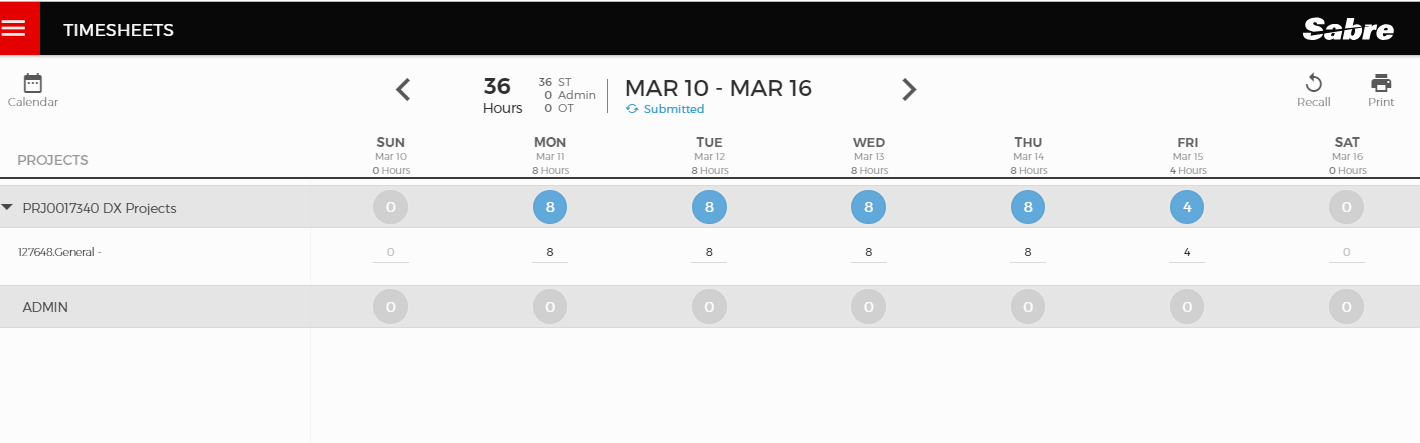 TIMESHEETS
Sabre
Calendar
36
Hours
36 ST
0 Admin
0 OT
MAR 10 - MAR 16
Submitted
Recall
Print
PROJECTS
SUN MON TUE WED THU FRI SAT
Mar 10 Mar 11 Mar 12 Mar 13 Mar 14 Mar 15 Mar 16
0 Hours 8 Hours 8 Hours 8 Hours 8 Hours 4 Hours 0 Hours
PRJ0017340 DX Projects 0 8 8 8 8 4 0
127648.General - 0 8 8 8 8 4 0
ADMIN 0 0 0 0 0 0 0